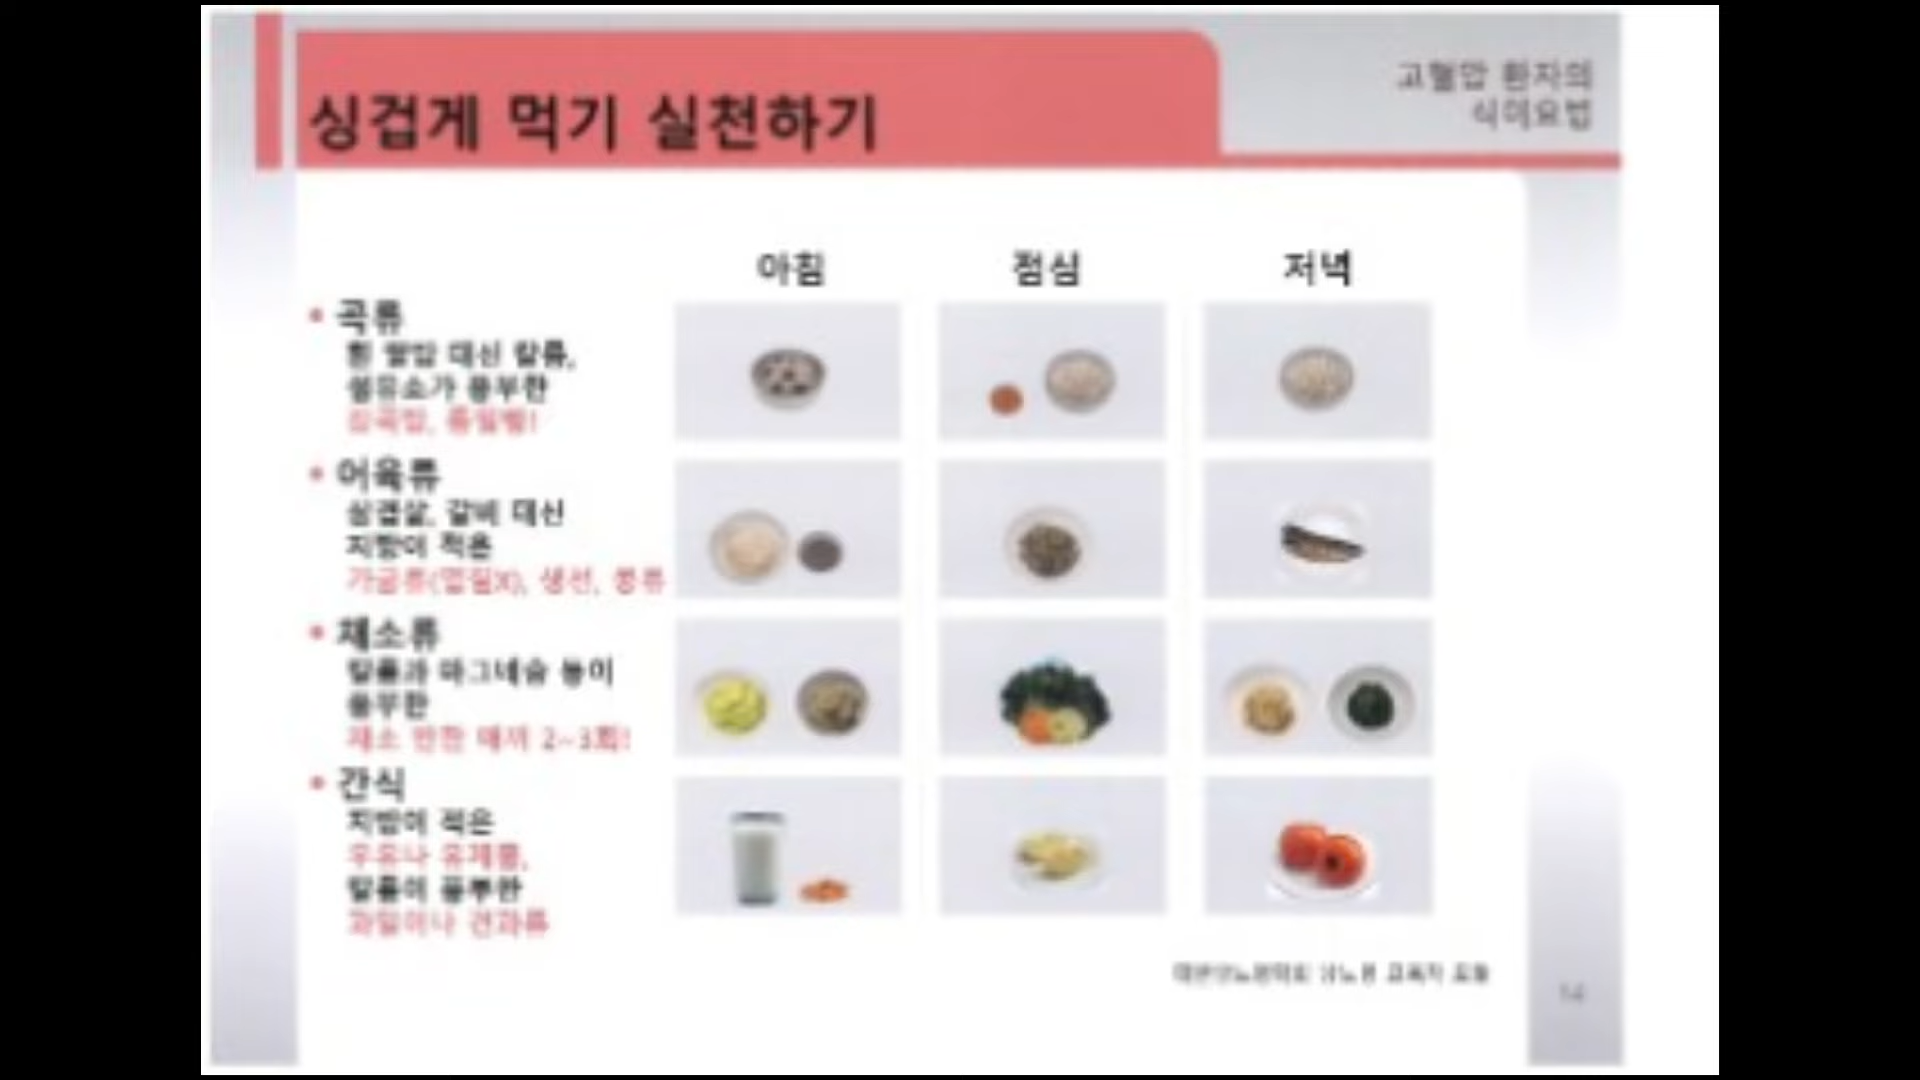 싱겁게 먹기 실천하기
고혈압 환자의
식이요법
아침 점심 저녁
곡류
흰 쌀밥 대신 칼륨,
섬유소가 풍부한
잡곡밥, 통밀빵!
어육류
삼겹살, 갈비 대신
지방이 적은
가금류(껍질X), 생선, 콩류
채소류
칼륨과 마그네슘 등이
풍부한
채소 반찬 매끼 2~3회!
간식
지방이 적은
우유나 유제품,
칼륨이 풍부한
과일이나 견과류
14